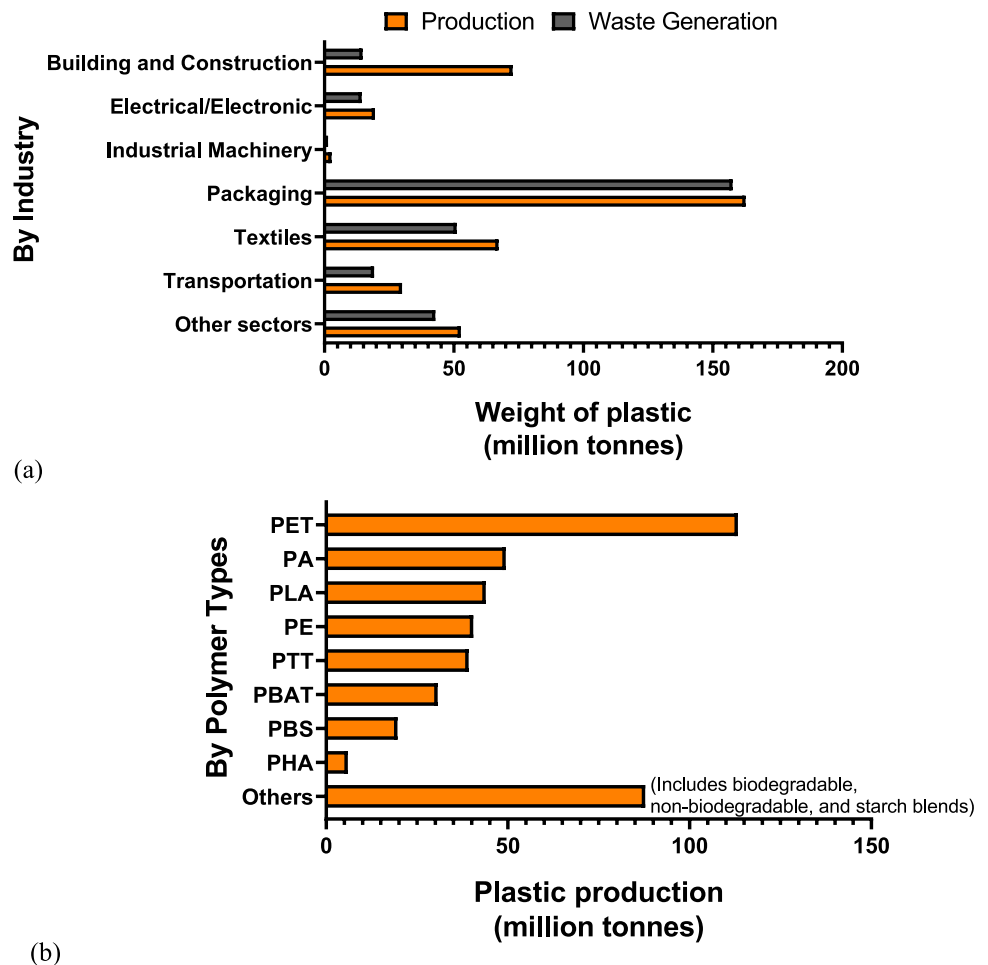 Production Waste Generation
By Industry
Building and Construction
Electrical/Electronic
Industrial Machinery
Packaging
Textiles
Transportation
Other sectors
0 50 100 150 200
Weight of plastic
(million tonnes)
(a)
By Polymer Types
PET
PA
PLA
PE
PTT
PBAT
PBS
PHA
Others
(Includes biodegradable,
non-biodegradable, and starch blends)
0 50 100 150
Plastic production
(million tonnes)
(b)